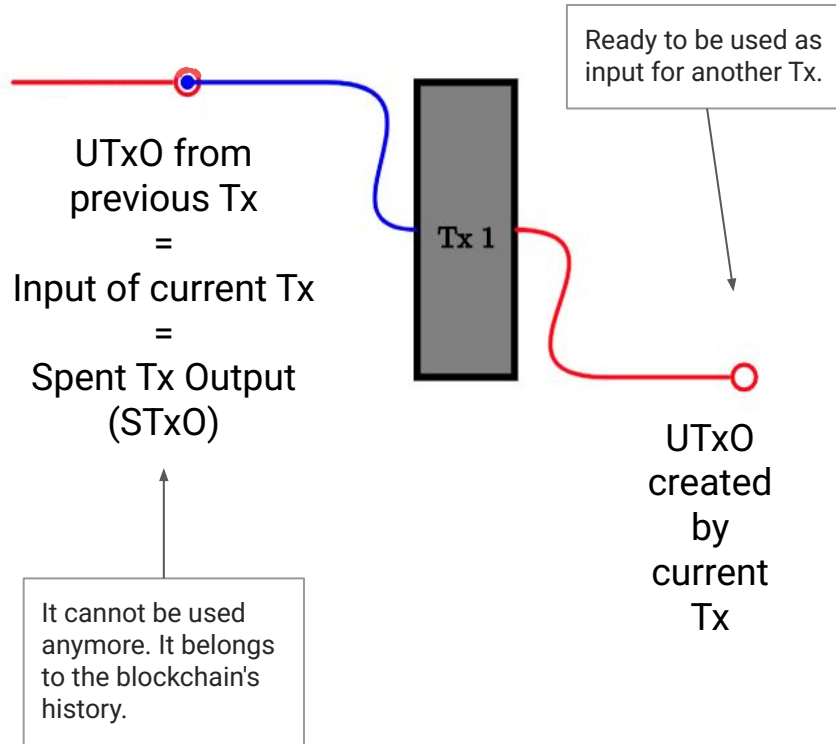 Ready to be used as
input for another Tx.
UTxO from
previous Tx
=
Input of current Tx
=
Spent Tx Output
(STxO)
Tx 1
UTxO
created
by
current
Tx
It cannot be used
anymore. It belongs
to the blockchain's
history.